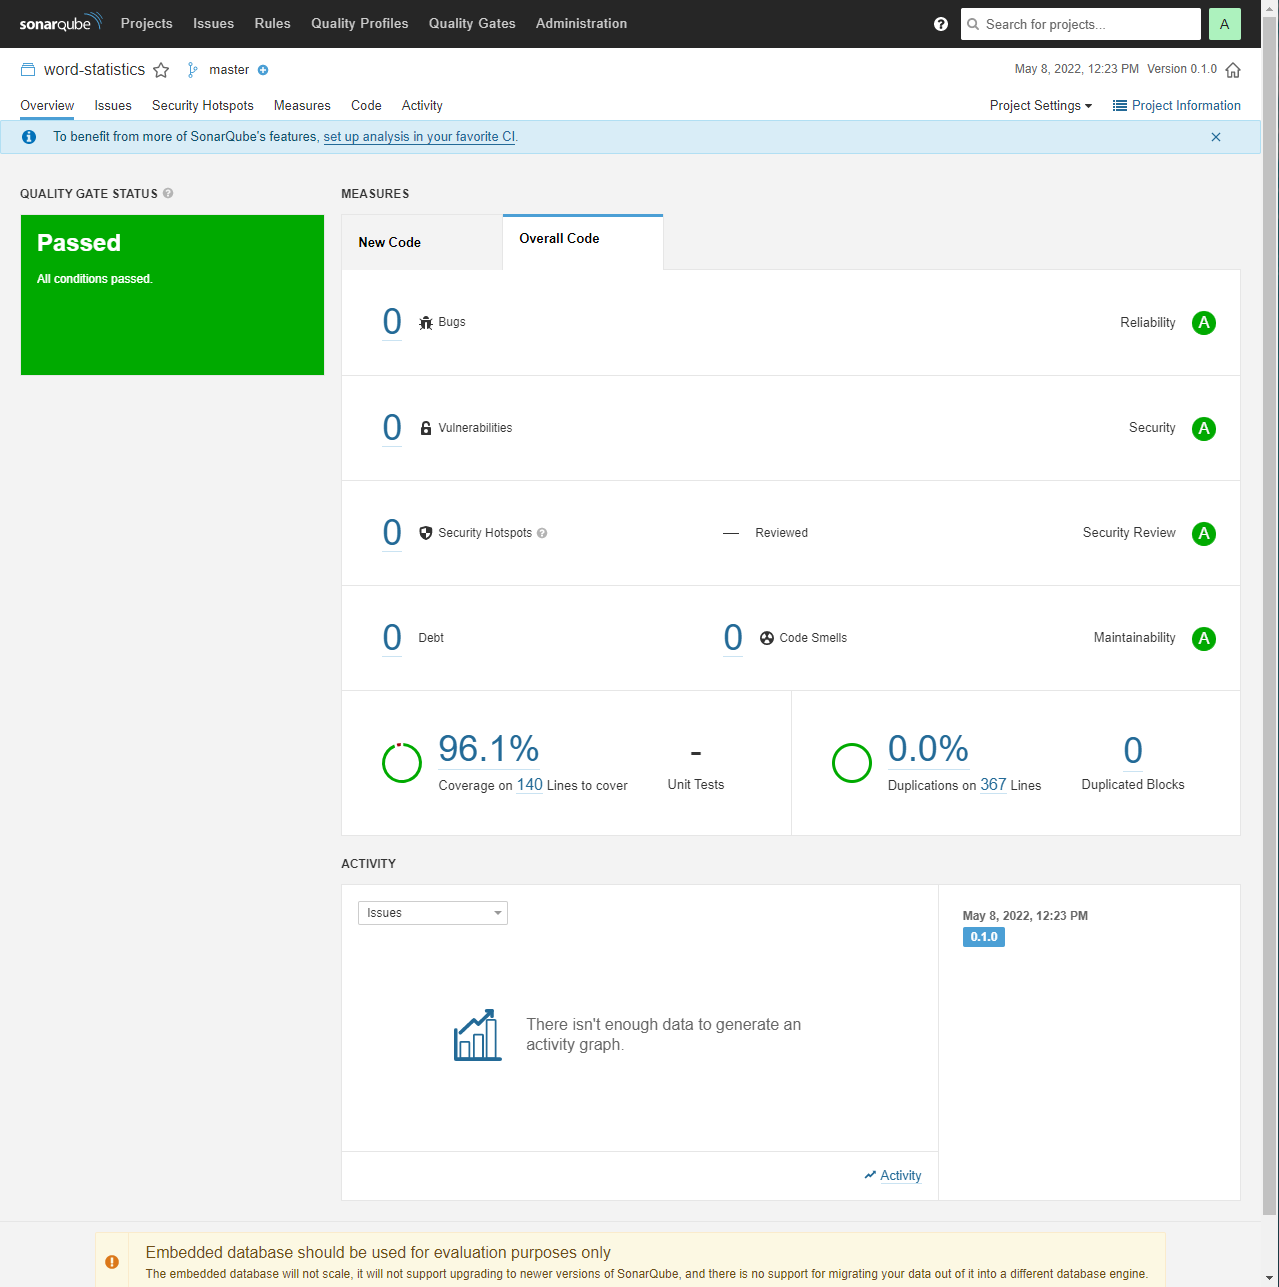 sonarqube Projects Issues Rules Quality Profiles Quality Gates Administration ? Search for projects... A
word-statistics master May 8, 2022, 12:23 PM Version 0.1.0
Overview Issues Security Hotspots Measures Code Activity Project Settings Project Information
To benefit from more of SonarQube's features, set up analysis in your favorite CI.
QUALITY GATE STATUS ?
Passed
All conditions passed.
MEASURES
New Code Overall Code
0 Bugs Reliability A
0 Vulnerabilities Security A
0 Security Hotspots ? — Reviewed Security Review A
0 Debt 0 Code Smells Maintainability A
96.1% - 0.0% 0
Coverage on 140 Lines to cover Unit Tests Duplications on 367 Lines Duplicated Blocks
ACTIVITY
Issues
May 8, 2022, 12:23 PM
0.1.0
There isn't enough data to generate an
activity graph.
Activity
Embedded database should be used for evaluation purposes only
The embedded database will not scale, it will not support upgrading to newer versions of SonarQube, and there is no support for migrating your data out of it into a different database engine.